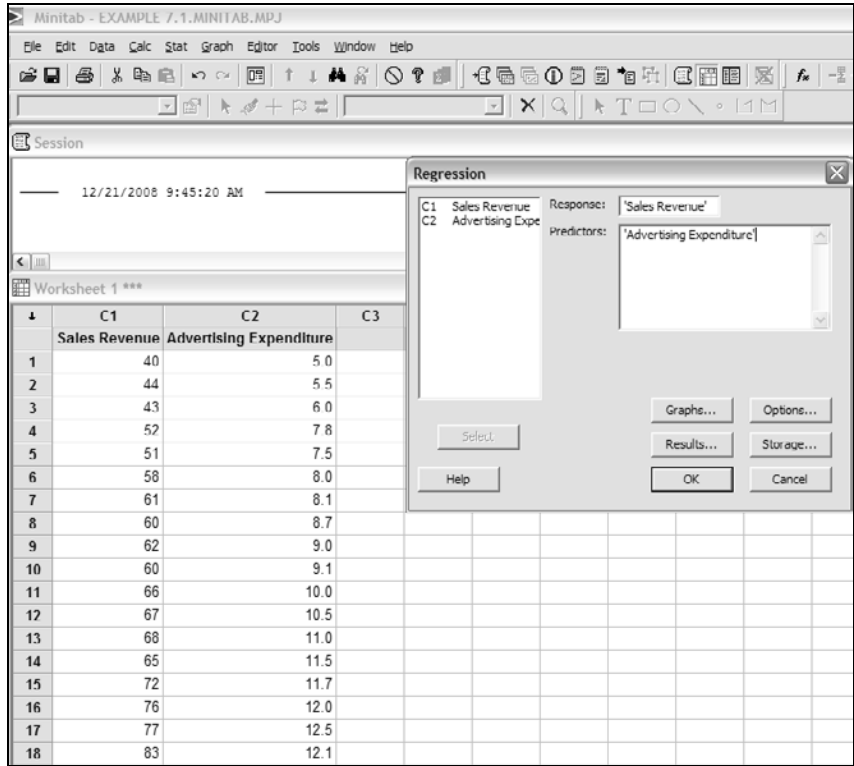 Minitab - EXAMPLE 7.1.MINITAB.MPJ
File Edit Data Calc Stat Graph Editor Tools Window Help
Session
12/21/2008 9:45:20 AM
Regression
C1 Sales Revenue
C2 Advertising Expe
Response: 'Sales Revenue'
Predictors: 'Advertising Expenditure'
Select
Graphs... Options...
Results... Storage...
Help OK Cancel
Worksheet 1 ***
C1 C2 C3
Sales Revenue Advertising Expenditure
1 40 5.0
2 44 5.5
3 43 6.0
4 52 7.8
5 51 7.5
6 58 8.0
7 61 8.1
8 60 8.7
9 62 9.0
10 60 9.1
11 66 10.0
12 67 10.5
13 68 11.0
14 65 11.5
15 72 11.7
16 76 12.0
17 77 12.5
18 83 12.1